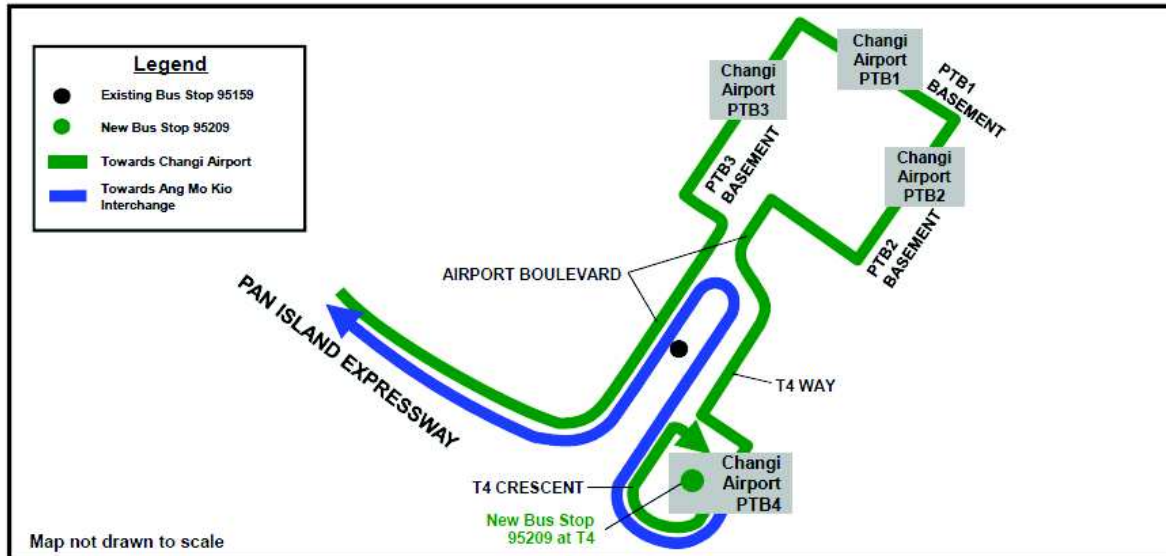 Legend
Existing Bus Stop 95159
New Bus Stop 95209
Towards Changi Airport
Towards Ang Mo Kio
Interchange
Changi
Airport
PTB3
Changi
Airport
PTB1
PTB1
BASEMENT
PTB3
BASEMENT
Changi
Airport
PTB2
PTB2
BASEMENT
AIRPORT BOULEVARD
PAN ISLAND EXPRESSWAY
T4 WAY
T4 CRESCENT
Changi
Airport
PTB4
New Bus Stop
95209 at T4
Map not drawn to scale